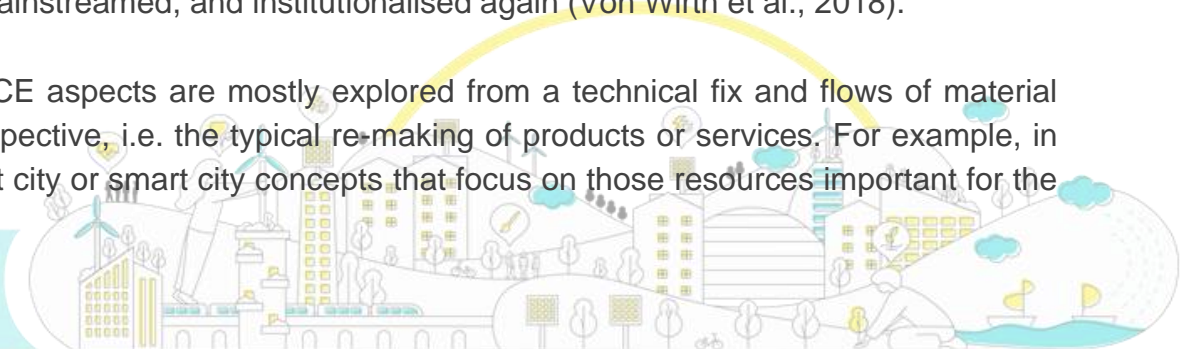 ainstreamed, and institutionalised again (Von Wirth et al., 2018).
CE aspects are mostly explored from a technical fix and flows of material
pective, i.e. the typical re-making of products or services. For example, in
t city or smart city concepts that focus on those resources important for the